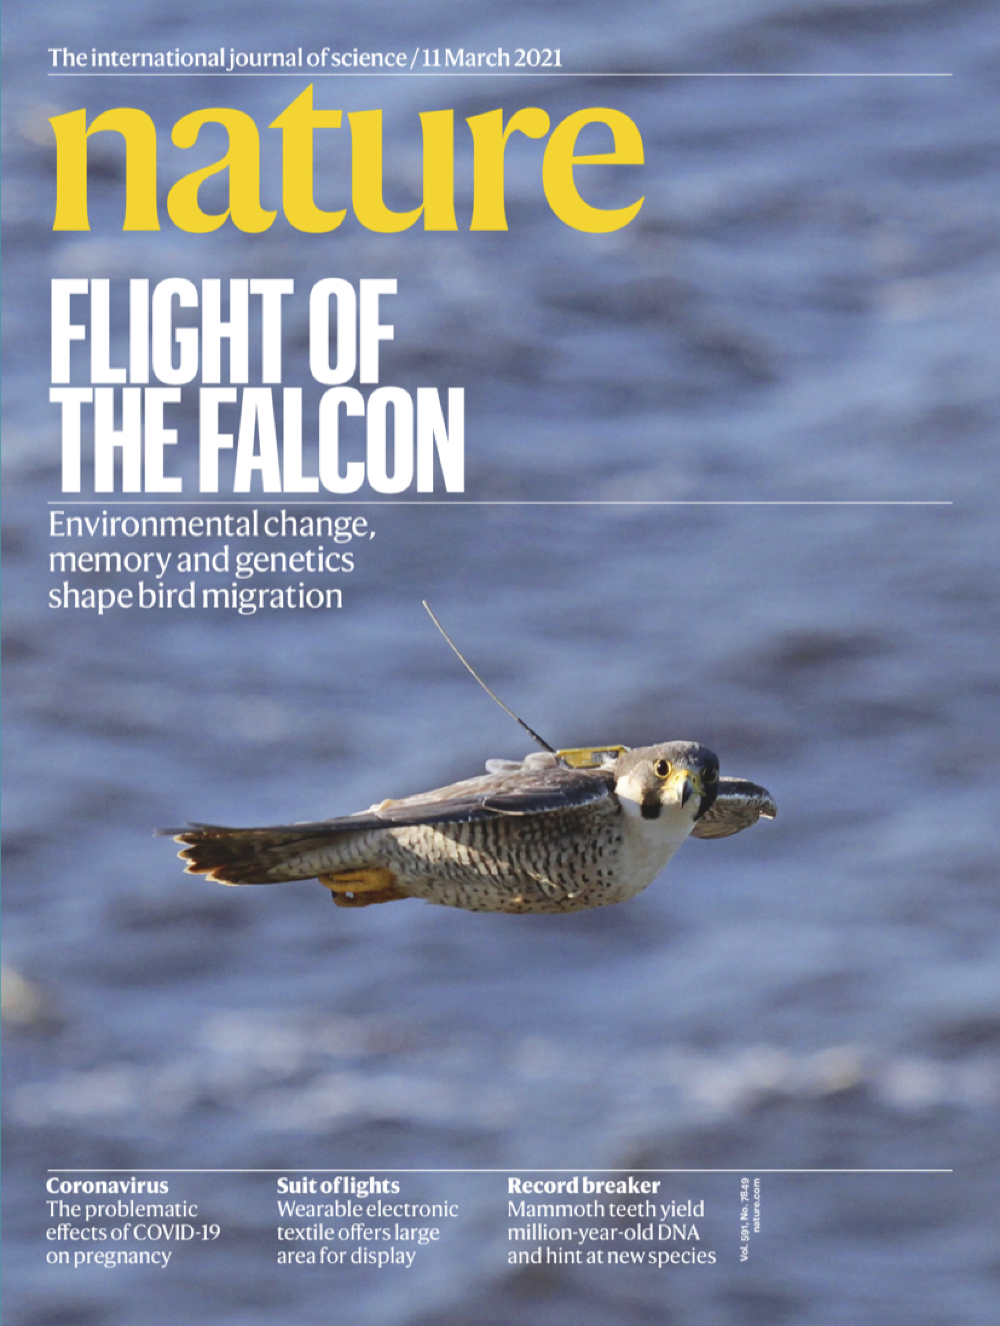 The international journal of science / 11 March 2021
nature
FLIGHT OF
THE FALCON
Environmental change,
memory and genetics
shape bird migration
Coronavirus
The problematic
effects of COVID-19
on pregnancy
Suit of lights
Wearable electronic
textile offers large
area for display
Record breaker
Mammoth teeth yield
million-year-old DNA
and hint at new species
Vol. 591, No. 7849
nature.com